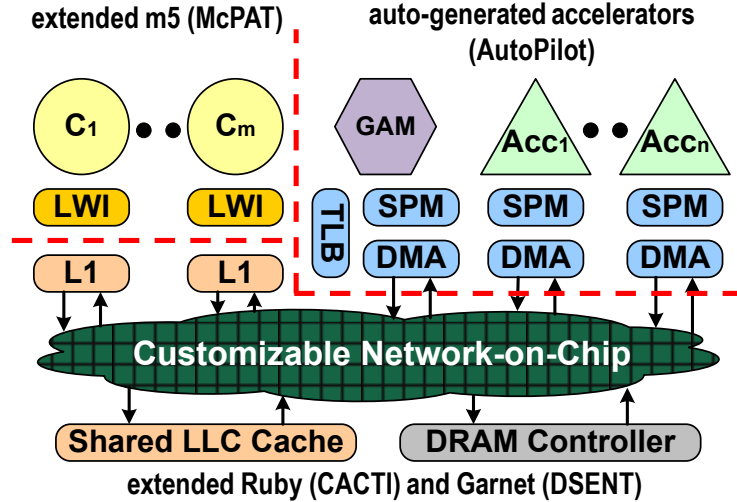 extended m5 (McPAT)
auto-generated accelerators
(AutoPilot)
C1
Cm
GAM
Acc1
Accn
LWI
LWI
TLB
SPM
SPM
SPM
L1
L1
DMA
DMA
DMA
Customizable Network-on-Chip
Shared LLC Cache
DRAM Controller
extended Ruby (CACTI) and Garnet (DSENT)